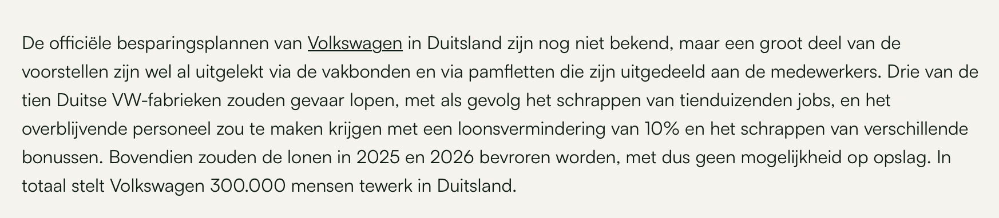 De officiële besparingsplannen van Volkswagen in Duitsland zijn nog niet bekend, maar een groot deel van de
voorstellen zijn wel al uitgelekt via de vakbonden en via pamfletten die zijn uitgedeeld aan de medewerkers. Drie van de
tien Duitse VW-fabrieken zouden gevaar lopen, met als gevolg het schrappen van tienduizenden jobs, en het
overblijvende personeel zou te maken krijgen met een loonsvermindering van 10% en het schrappen van verschillende
bonussen. Bovendien zouden de lonen in 2025 en 2026 bevroren worden, met dus geen mogelijkheid op opslag. In
totaal stelt Volkswagen 300.000 mensen tewerk in Duitsland.